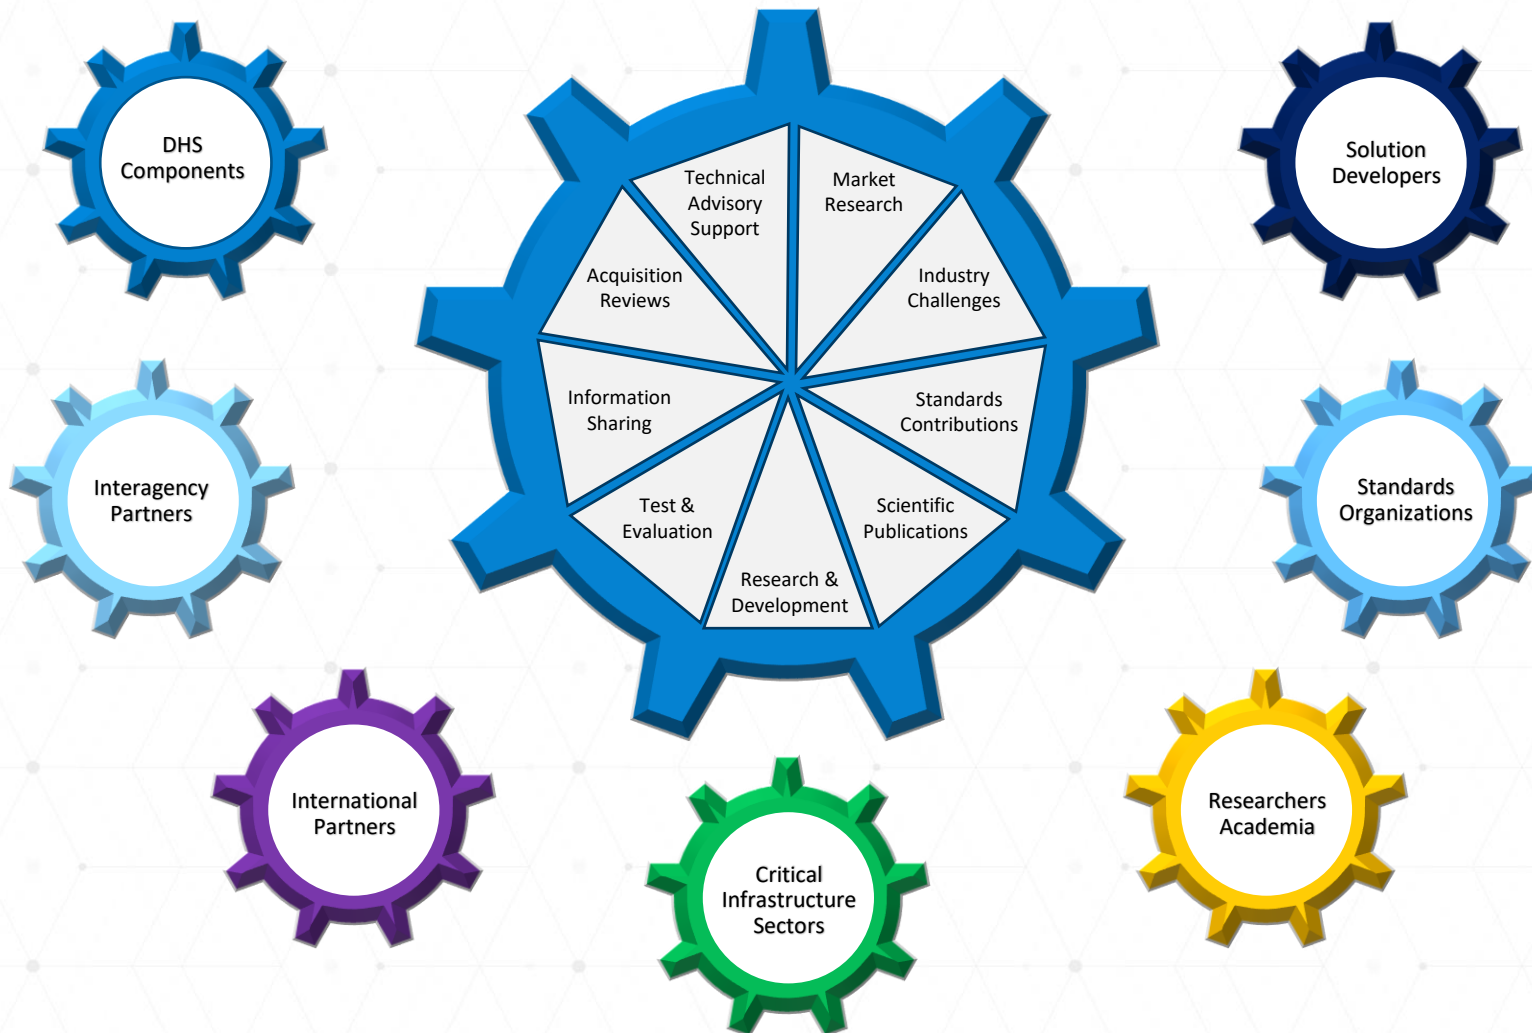 DHS
Components
Technical
Advisory
Support
Market
Research
Solution
Developers
Acquisition
Reviews
Industry
Challenges
Information
Sharing
Standards
Contributions
Interagency
Partners
Test &
Evaluation
Scientific
Publications
Standards
Organizations
Research &
Development
International
Partners
Critical
Infrastructure
Sectors
Researchers
Academia